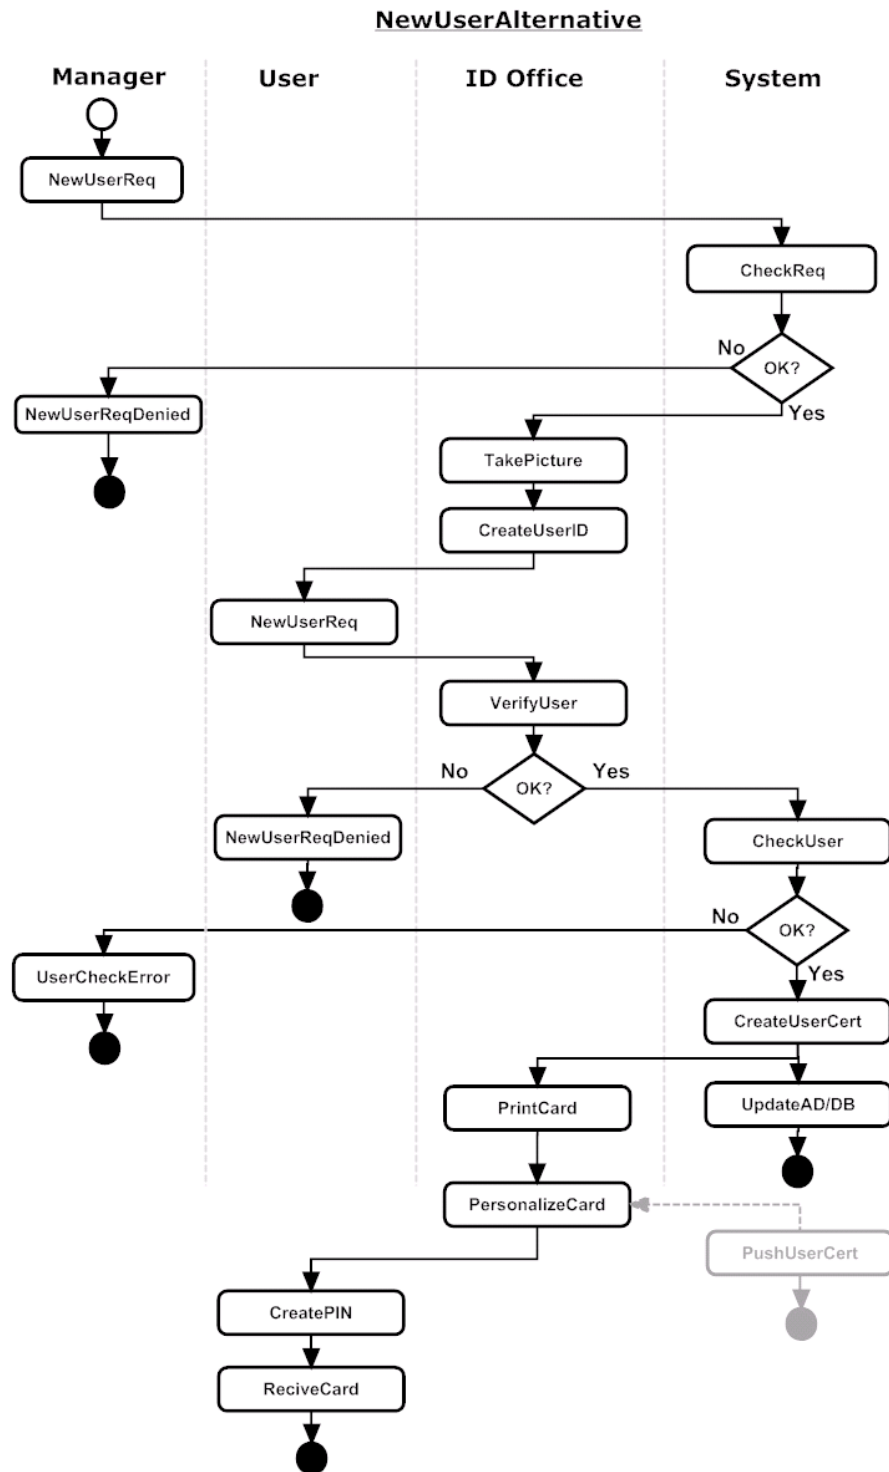 NewUserAlternative
Manager
User
ID Office
System
NewUserReq
CheckReq
No
OK?
Yes
NewUserReqDenied
TakePicture
CreateUserID
NewUserReq
VerifyUser
No
OK?
Yes
NewUserReqDenied
CheckUser
No
OK?
Yes
UserCheckError
CreateUserCert
PrintCard
UpdateAD/DB
PersonalizeCard
PushUserCert
CreatePIN
ReciveCard